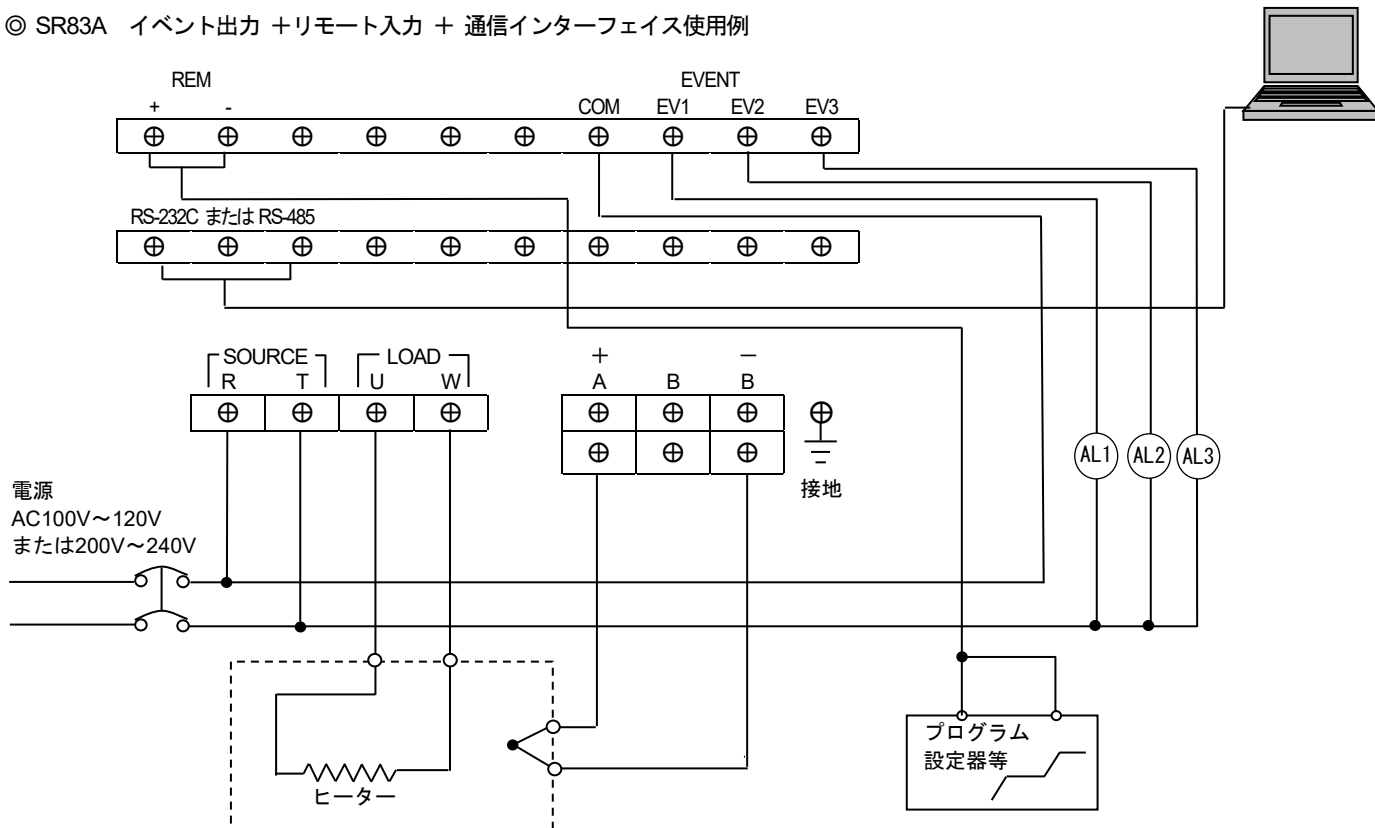 ◎ SR83A イベント出力 ＋リモート入力 ＋ 通信インターフェイス使用例
REM EVENT
+ - COM EV1 EV2 EV3
RS-232C または RS-485
SOURCE LOAD ＋ －
R T U W A B B
接地
AL1 AL2 AL3
電源
AC100V～120V
または200V～240V
プログラム
設定器等
ヒーター